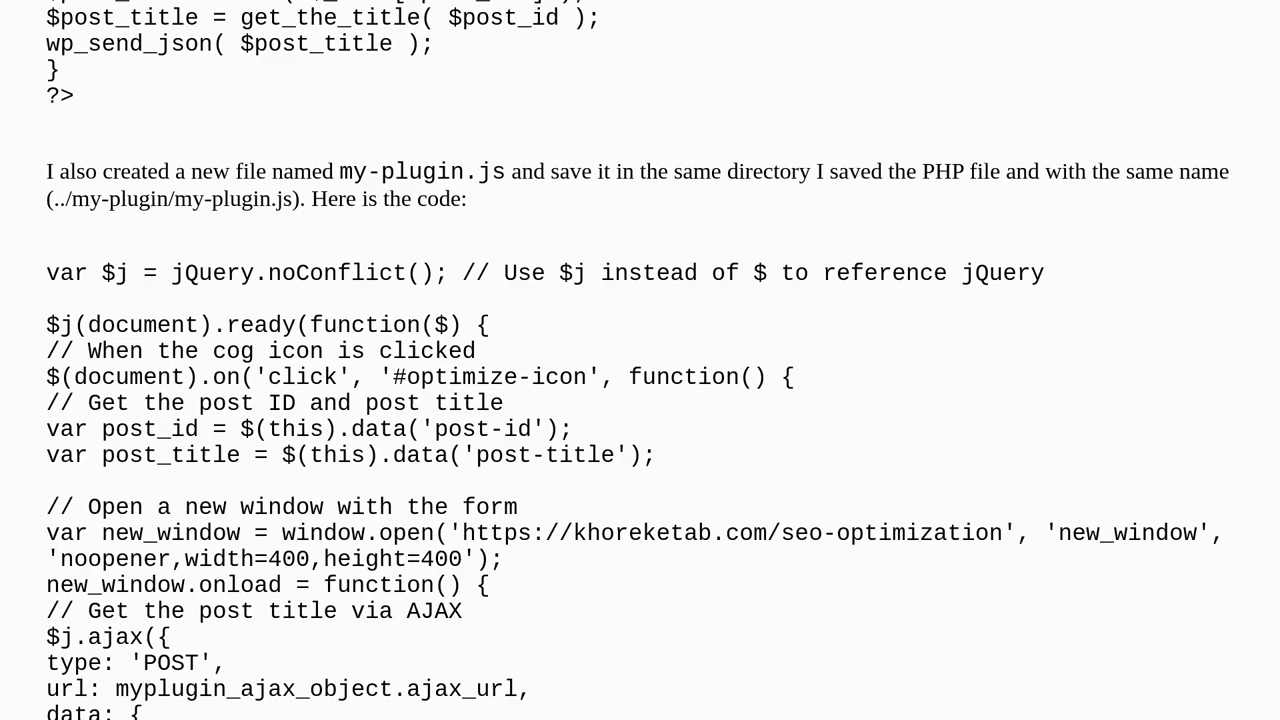 $post_title = get_the_title( $post_id );
wp_send_json( $post_title );
}
?>
I also created a new file named my-plugin.js and save it in the same directory I saved the PHP file and with the same name
(../my-plugin/my-plugin.js). Here is the code:
var $j = jQuery.noConflict(); // Use $j instead of $ to reference jQuery
$j(document).ready(function($) {
// When the cog icon is clicked
$(document).on('click', '#optimize-icon', function() {
// Get the post ID and post title
var post_id = $(this).data('post-id');
var post_title = $(this).data('post-title');
// Open a new window with the form
var new_window = window.open('https://khoreketab.com/seo-optimization', 'new_window',
'noopener,width=400,height=400');
new_window.onload = function() {
// Get the post title via AJAX
$j.ajax({
type: 'POST',
url: myplugin_ajax_object.ajax_url,
data: {